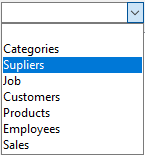 Categories
Supliers
Job
Customers
Products
Employees
Sales